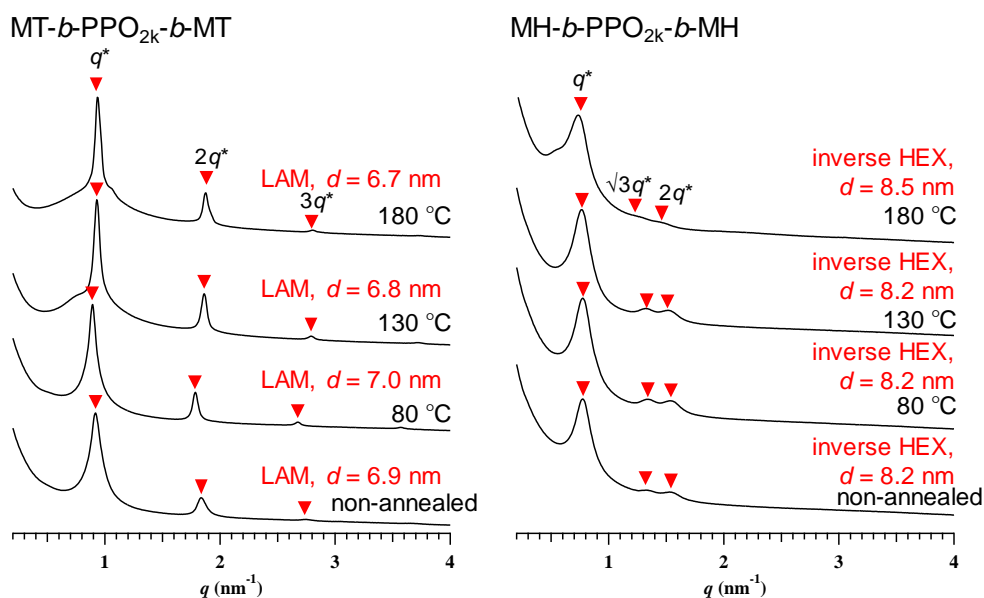 MT-b-PPO2k-b-MT
q*
2q*
3q*
LAM, d = 6.7 nm
180 °C
LAM, d = 6.8 nm
130 °C
LAM, d = 7.0 nm
80 °C
LAM, d = 6.9 nm
non-annealed
1 2 3 4
q (nm-1)
MH-b-PPO2k-b-MH
q*
√3q*
2q*
inverse HEX,
d = 8.5 nm
180 °C
inverse HEX,
d = 8.2 nm
130 °C
inverse HEX,
d = 8.2 nm
80 °C
inverse HEX,
d = 8.2 nm
non-annealed
1 2 3 4
q (nm-1)